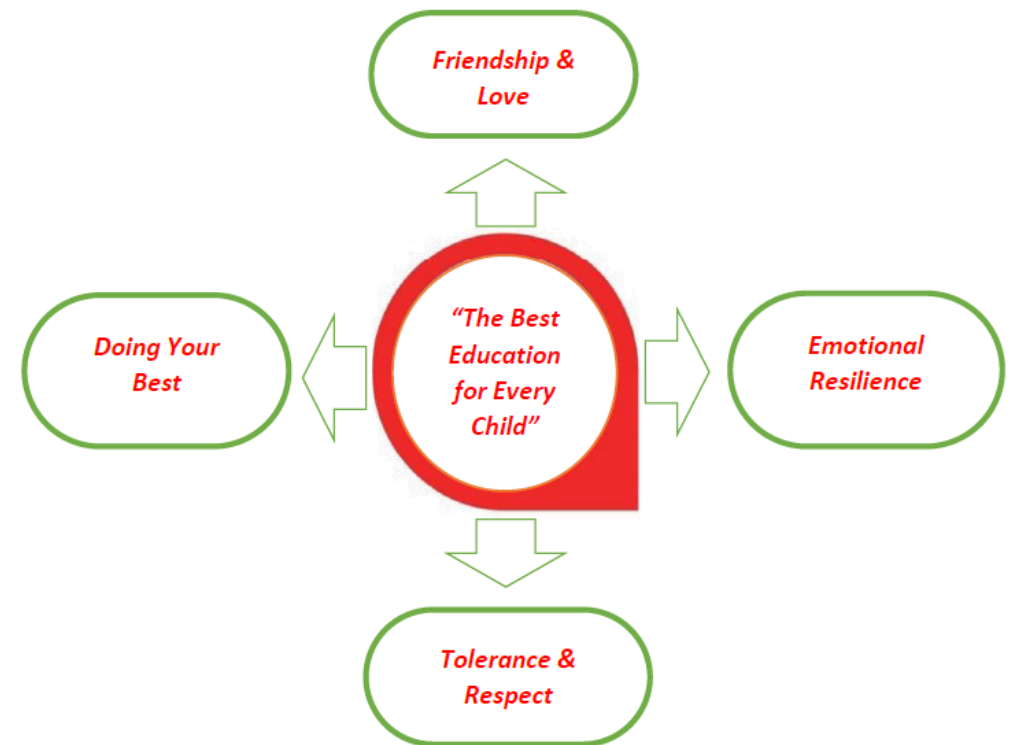 Friendship &
Love
Doing Your
Best
“The Best
Education
for Every
Child”
Emotional
Resilience
Tolerance &
Respect